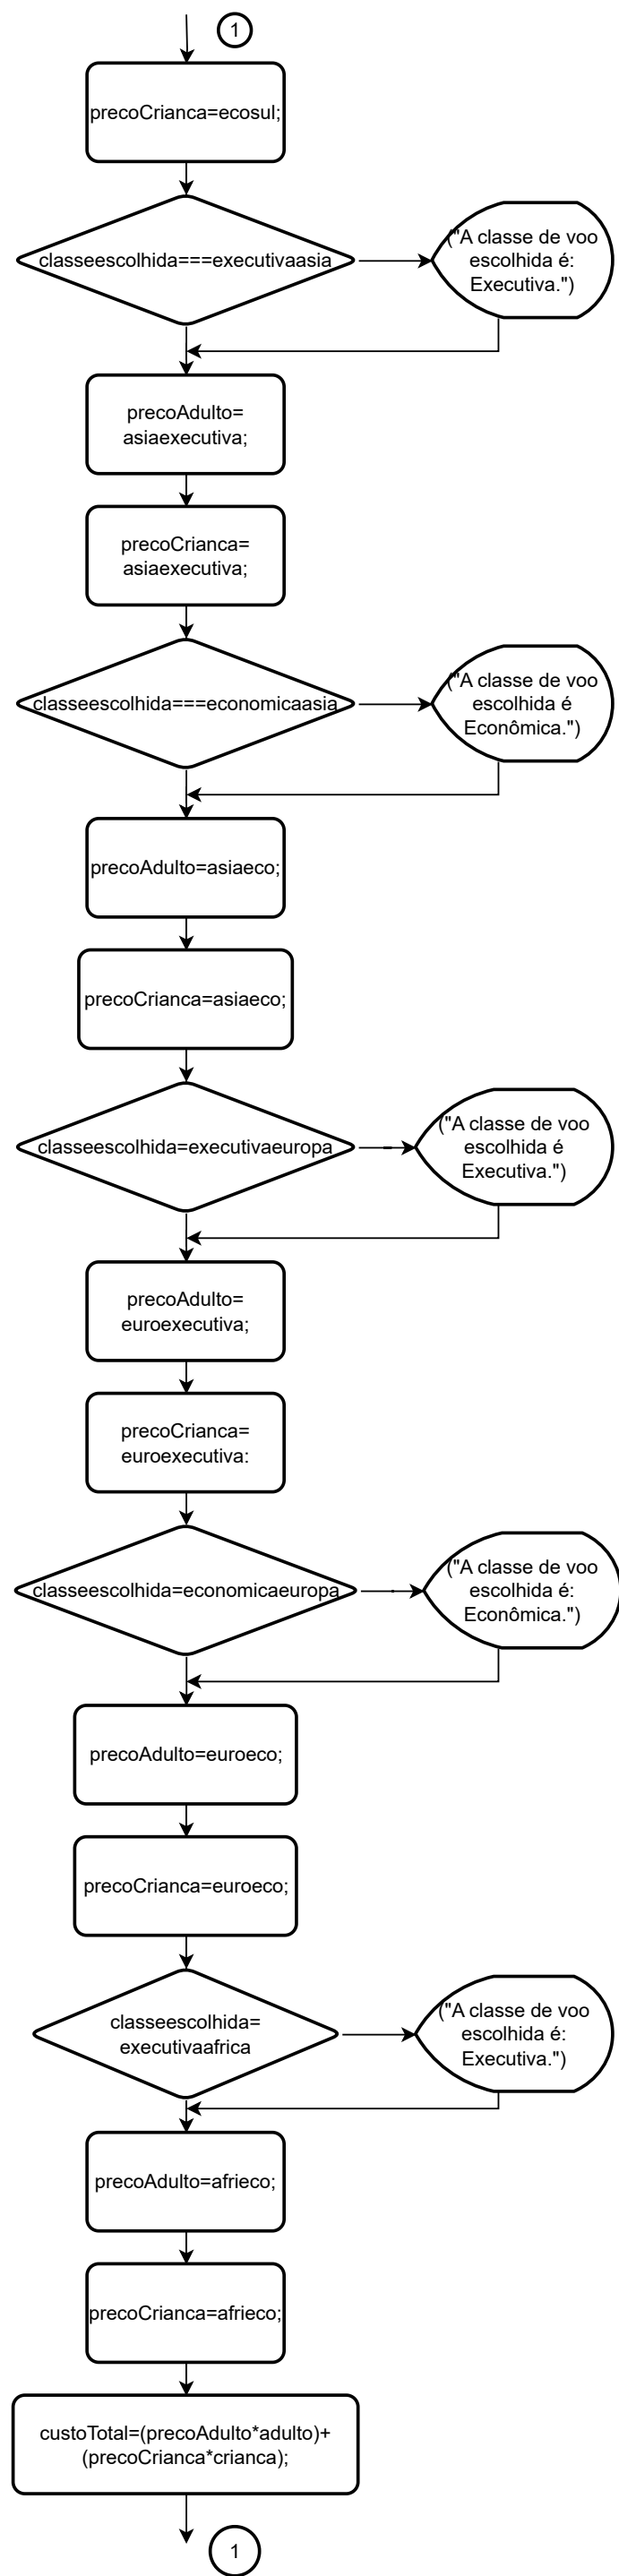 1
precoCrianca=ecosul;
classeescolhida===executivaasia
("A classe de voo
escolhida é:
Executiva.")
precoAdulto=
asiaexecutiva;
precoCrianca=
asiaexecutiva;
classeescolhida===economicaasia
("A classe de voo
escolhida é
Econômica.")
precoAdulto=asiaeco;
precoCrianca=asiaeco;
classeescolhida=executivaeuropa
("A classe de voo
escolhida é
Executiva.")
precoAdulto=
euroexecutiva;
precoCrianca=
euroexecutiva:
classeescolhida=economicaeuropa
("A classe de voo
escolhida é:
Econômica.")
precoAdulto=euroeco;
precoCrianca=euroeco;
classeescolhida=
executivaafrica
("A classe de voo
escolhida é:
Executiva.")
precoAdulto=afrieco;
precoCrianca=afrieco;
custoTotal=(precoAdulto*adulto)+
(precoCrianca*crianca);
1